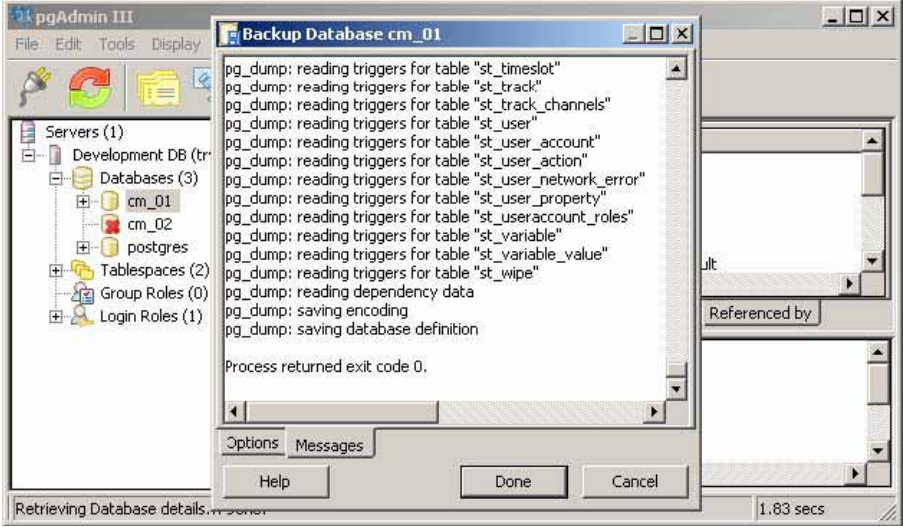 pgAdmin III
File Edit Tools Display
Servers (1)
Development DB (tr
Databases (3)
cm_01
cm_02
postgres
Tablespaces (2)
Group Roles (0)
Login Roles (1)
Backup Database cm_01
pg_dump: reading triggers for table "st_timeslot"
pg_dump: reading triggers for table "st_track"
pg_dump: reading triggers for table "st_track_channels"
pg_dump: reading triggers for table "st_user"
pg_dump: reading triggers for table "st_user_account"
pg_dump: reading triggers for table "st_user_action"
pg_dump: reading triggers for table "st_user_network_error"
pg_dump: reading triggers for table "st_user_property"
pg_dump: reading triggers for table "st_useraccount_roles"
pg_dump: reading triggers for table "st_variable"
pg_dump: reading triggers for table "st_variable_value"
pg_dump: reading triggers for table "st_wipe"
pg_dump: reading dependency data
pg_dump: saving encoding
pg_dump: saving database definition
Process returned exit code 0.
Options Messages
Help Done Cancel
ult
Referenced by
Retrieving Database details.
1.83 secs